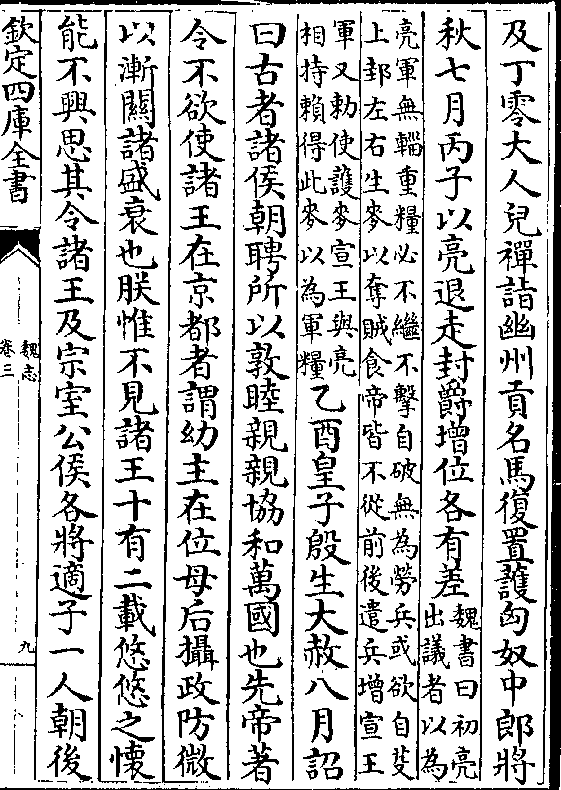 及丁零大人兒禪詣幽州貢名馬復置護匈奴中郎將
秋七月丙子以亮退走封爵增位各有差
魏書曰初亮
出議者以為
亮軍無輜重糧必不繼不擊自破無為勞兵或欲自芟
上邽左右生麥以奪賊食帝皆不從前後遣兵增宣王
軍又勅使護麥宣王與亮
相持賴得此麥以為軍糧
乙酉皇子殷生大赦八月詔
曰古者諸侯朝聘所以敦睦親親協和萬國也先帝著
令不欲使諸王在京都者謂幼主在位母后攝政防微
以漸關諸盛衰也朕惟不見諸王十有二載悠悠之懷
能不興思其令諸王及宗室公侯各將適子一人朝後
欽定四庫全書
魏志
卷三
九